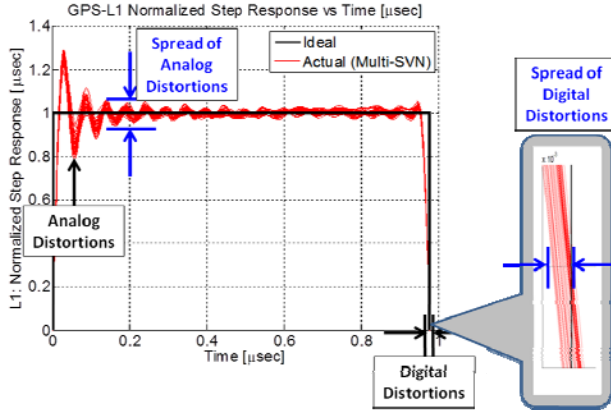 GPS-L1 Normalized Step Response vs Time [μsec]
L1: Normalized Step Response [μsec]
1.4
1.2
1
0.8
0.6
0.4
0.2
0
Ideal
Actual (Multi-SVN)
Spread of
Analog
Distortions
Analog
Distortions
0
0.2
0.4
0.6
0.8
1
Time [μsec]
Digital
Distortions
Spread of
Digital
Distortions